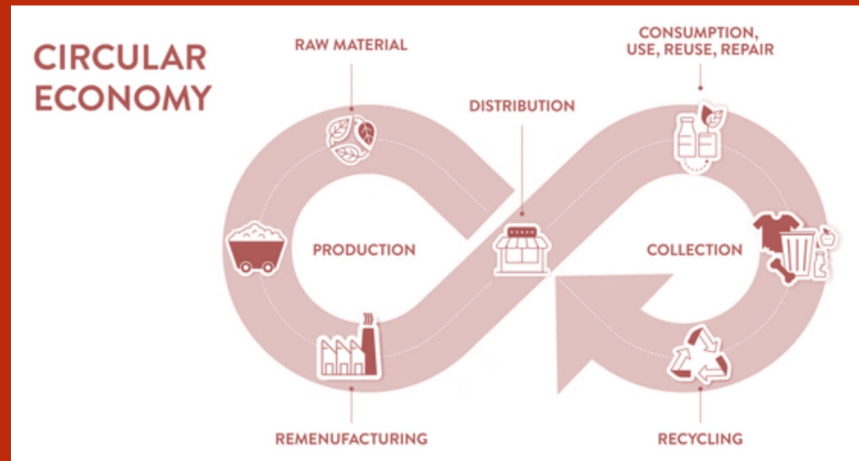 CIRCULAR
ECONOMY
RAW MATERIAL
CONSUMPTION,
USE, REUSE, REPAIR
DISTRIBUTION
PRODUCTION
COLLECTION
REMENUFACTURING
RECYCLING